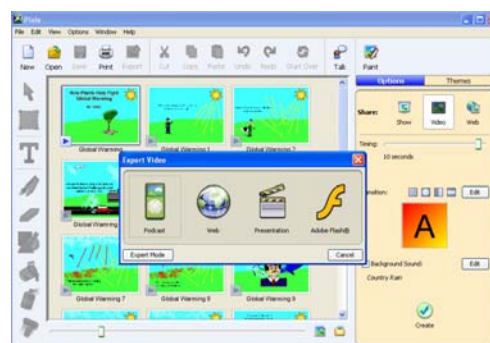 Pixie
File Edit View Options Window Help
New Open Save Print Export Cut Copy Paste Undo Redo Start Over Talk Paint
Options Themes
How Plants Help Fight
Global Warming
Share:
Show Video Web
Timing:
10 seconds
Global Warming Global Warming 1 Global Warming 2
Export Video
Podcast Web Presentation Adobe Flash®
Expert Mode Cancel
Edit
A
Background Sound: Edit
Country Rain
Global Warming 7 Global Warming 8 Global Warming 9
Create